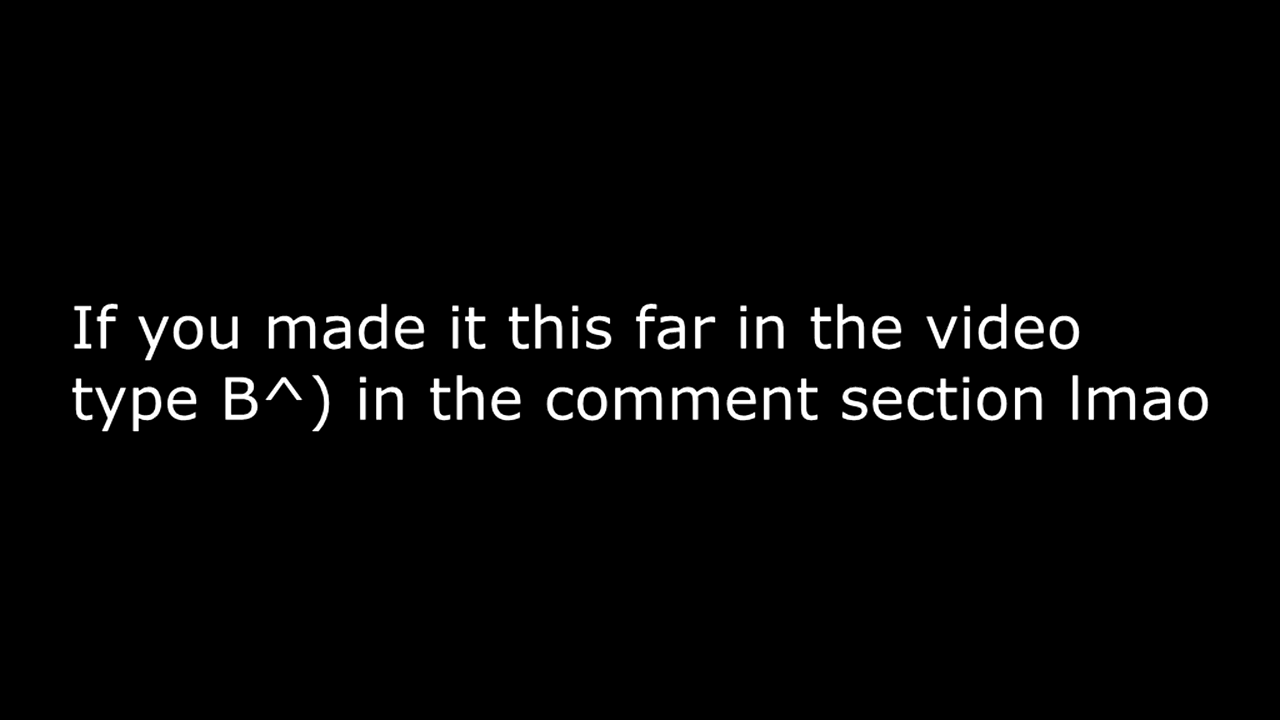 If you made it this far in the video
type B^) in the comment section lmao